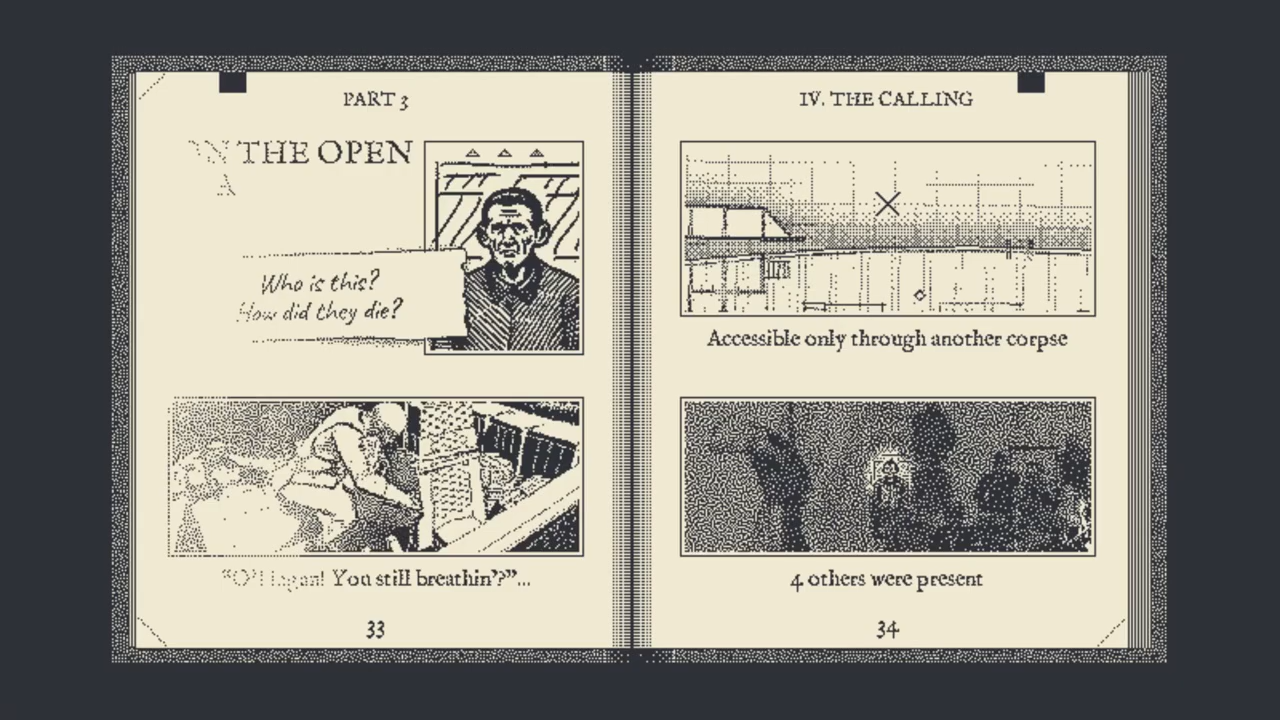 PART 3
THE OPEN
Who is this?
How did they die?
You still breathin'?"...
33
IV. THE CALLING
Accessible only through another corpse
4 others were present
34